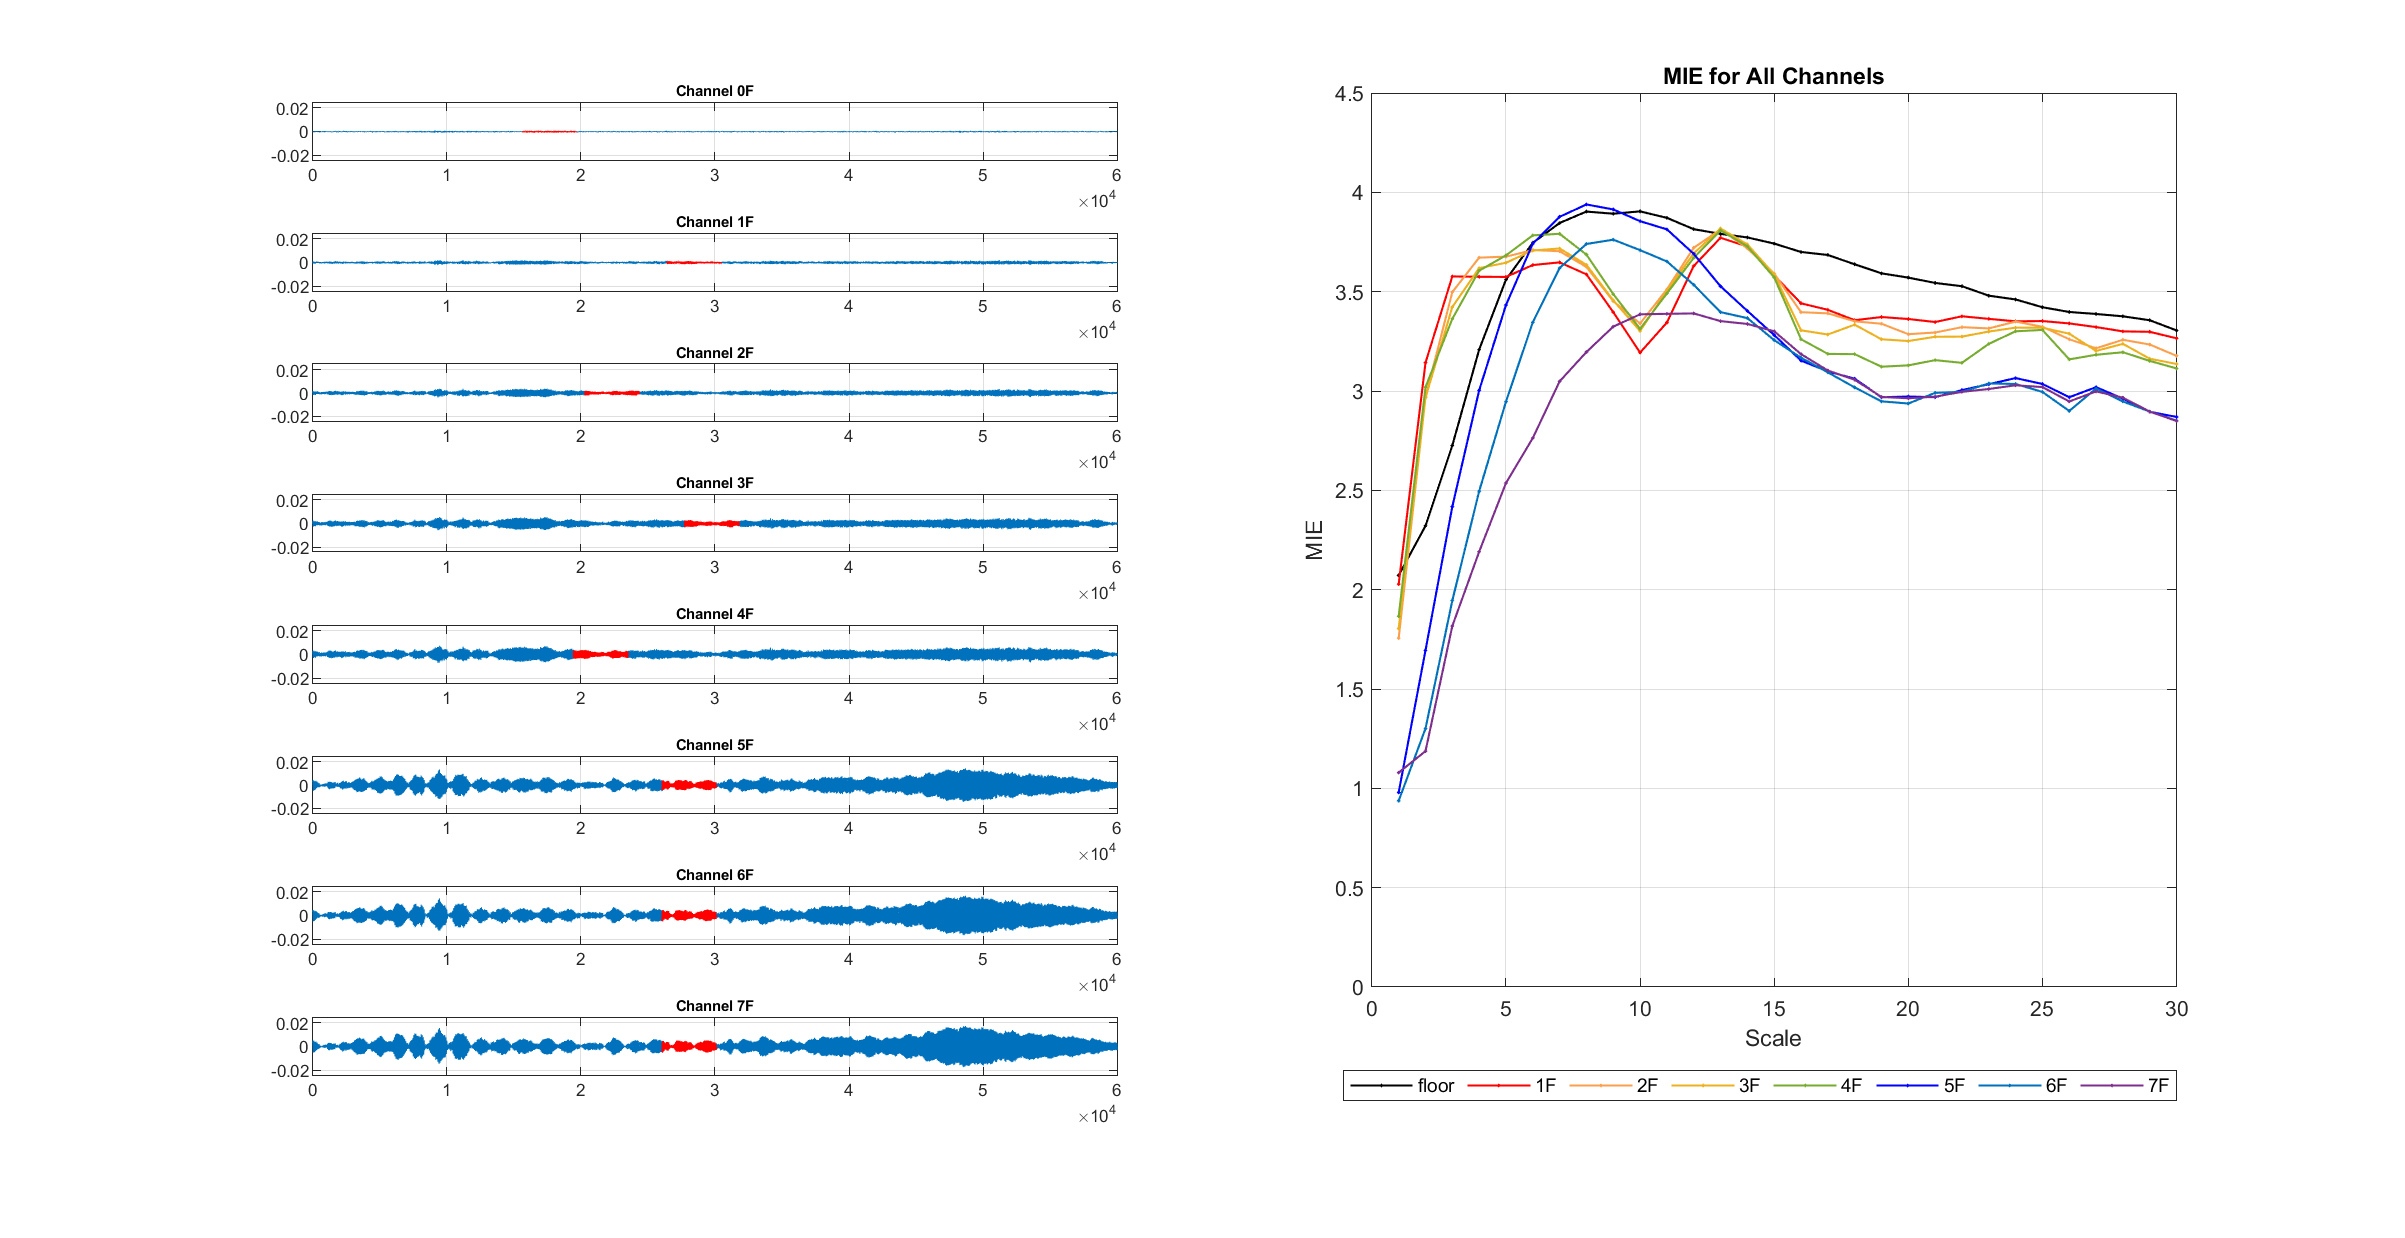 Channel 0F
0.02
0
-0.02
0 1 2 3 4 5 6
×10^4
Channel 1F
0.02
0
-0.02
0 1 2 3 4 5 6
×10^4
Channel 2F
0.02
0
-0.02
0 1 2 3 4 5 6
×10^4
Channel 3F
0.02
0
-0.02
0 1 2 3 4 5 6
×10^4
Channel 4F
0.02
0
-0.02
0 1 2 3 4 5 6
×10^4
Channel 5F
0.02
0
-0.02
0 1 2 3 4 5 6
×10^4
Channel 6F
0.02
0
-0.02
0 1 2 3 4 5 6
×10^4
Channel 7F
0.02
0
-0.02
0 1 2 3 4 5 6
×10^4
MIE for All Channels
4.5
4
3.5
3
2.5
2
1.5
1
0.5
0
MIE
0 5 10 15 20 25 30
Scale
floor 1F 2F 3F 4F 5F 6F 7F